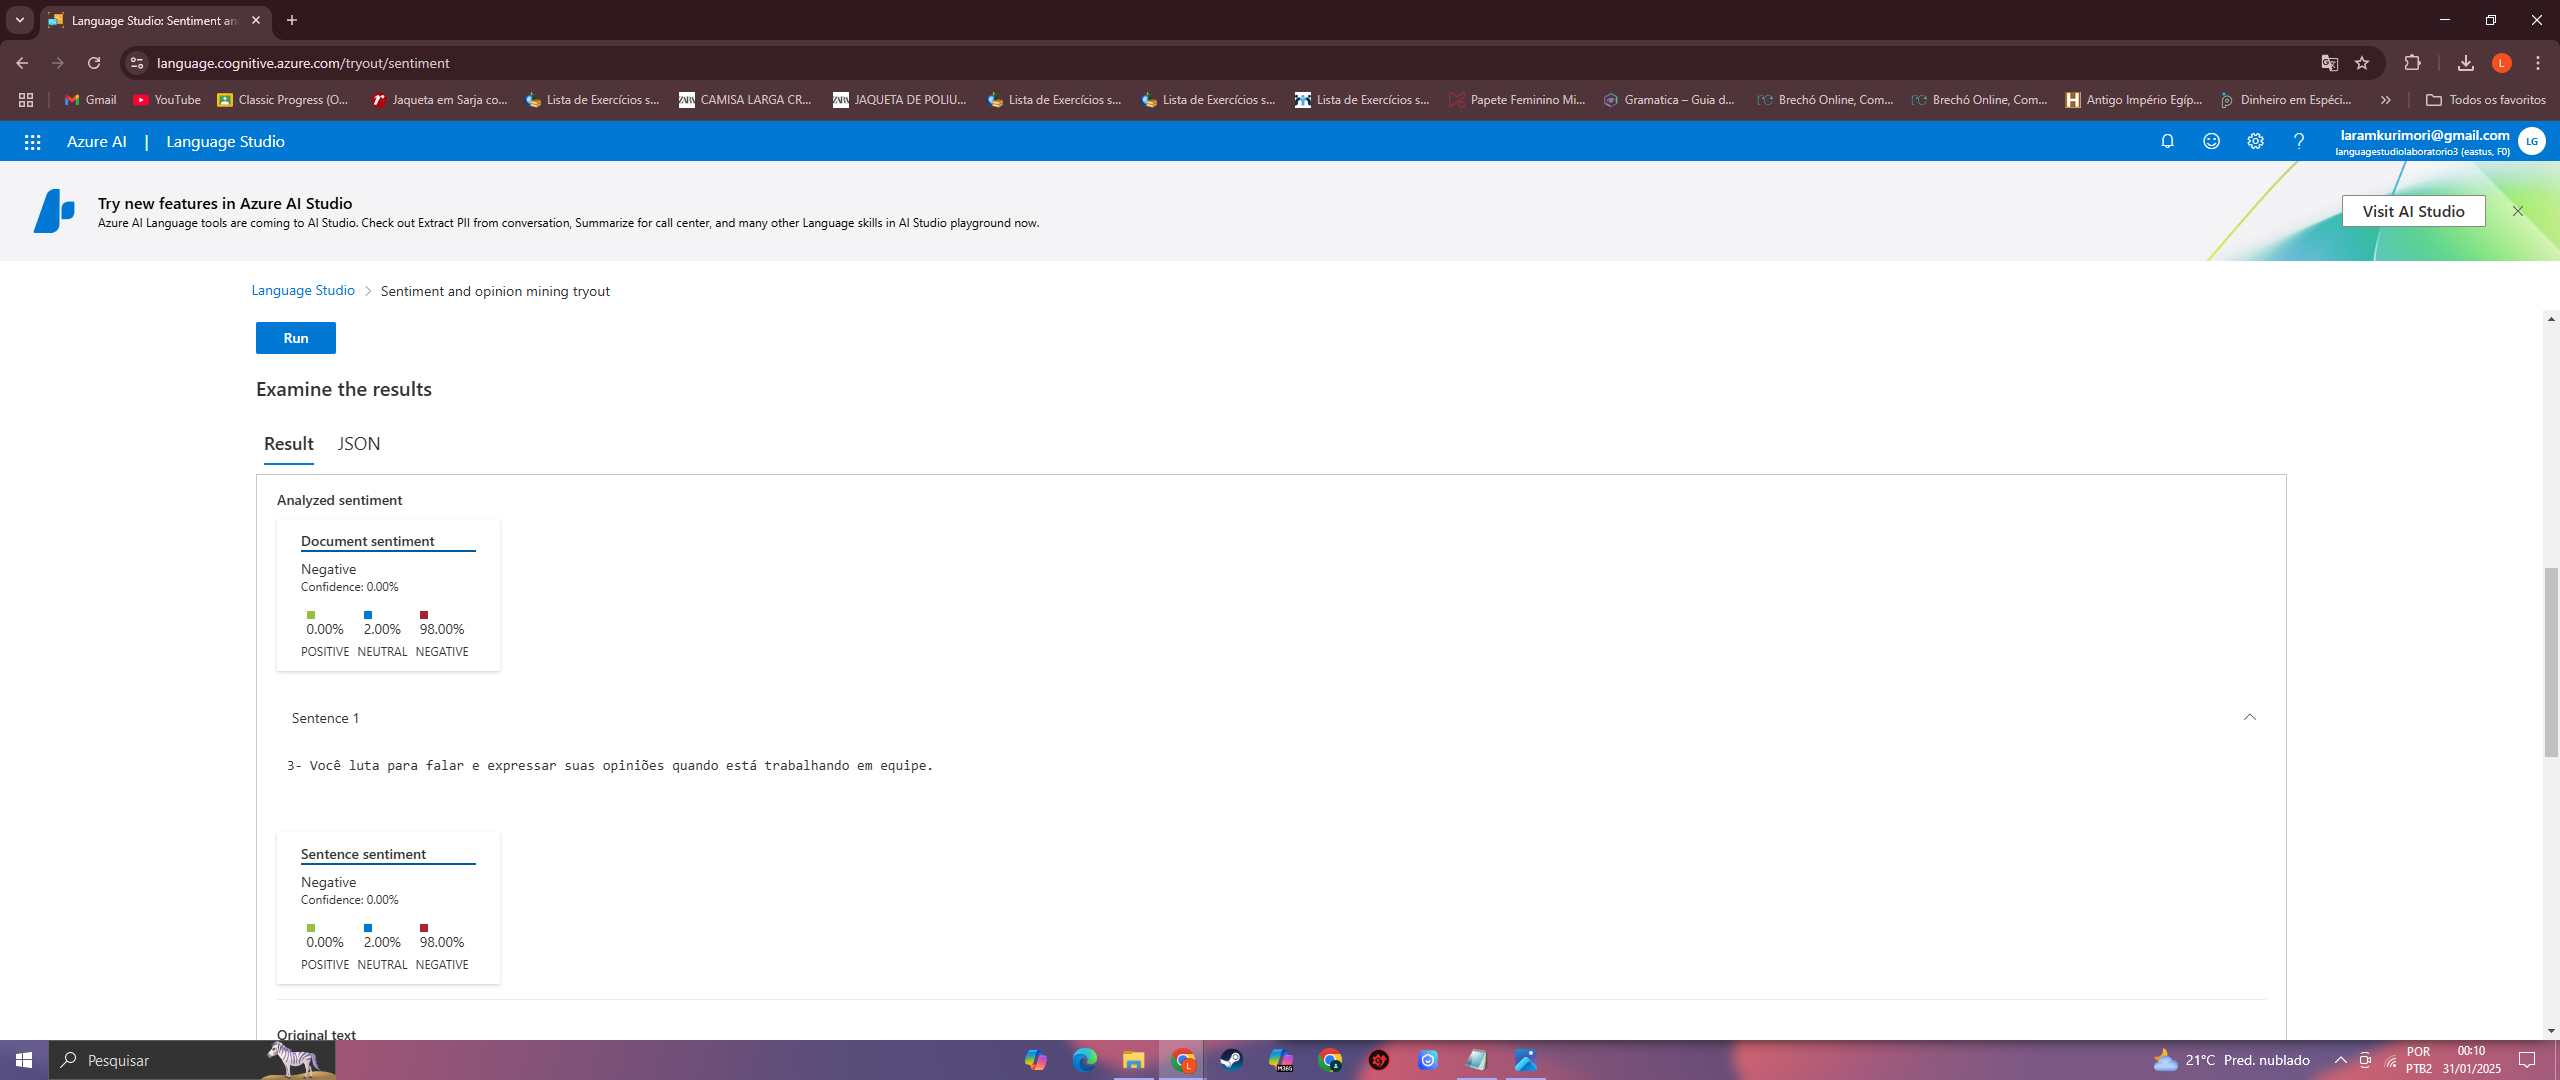 Language Studio: Sentiment an
language.cognitive.azure.com/tryout/sentiment
L
Gmail
YouTube
Classic Progress (O...
Jaqueta em Sarja co...
Lista de Exercícios s...
CAMISA LARGA CR...
JAQUETA DE POLIU...
Lista de Exercícios s...
Lista de Exercícios s...
Lista de Exercícios s...
Papete Feminino Mi...
Gramatica – Guia d...
Brechó Online, Com...
Brechó Online, Com...
Antigo Império Egíp...
Dinheiro em Espéci...
Todos os favoritos
Azure AI | Language Studio
laramkurimori@gmail.com
languagestudiolaboratorio3 (eastus, F0)
LG
Try new features in Azure AI Studio
Azure AI Language tools are coming to AI Studio. Check out Extract PII from conversation, Summarize for call center, and many other Language skills in AI Studio playground now.
Visit AI Studio
Language Studio > Sentiment and opinion mining tryout
Run
Examine the results
Result JSON
Analyzed sentiment
Document sentiment
Negative
Confidence: 0.00%
0.00% 2.00% 98.00%
POSITIVE NEUTRAL NEGATIVE
Sentence 1
3- Você luta para falar e expressar suas opiniões quando está trabalhando em equipe.
Sentence sentiment
Negative
Confidence: 0.00%
0.00% 2.00% 98.00%
POSITIVE NEUTRAL NEGATIVE
Original text
Pesquisar
21°C Pred. nublado
POR
PTB2
00:10
31/01/2025